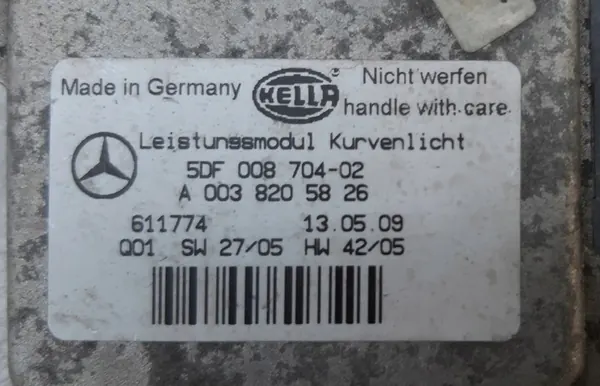 Made in Germany HELLA ® Nicht werfen
handle with care
Leistungsmodul Kurvenlicht
5DF 008 704-02
A 003 820 58 26
611774 13.05.09
Q01 SW 27/05 HW 42/05